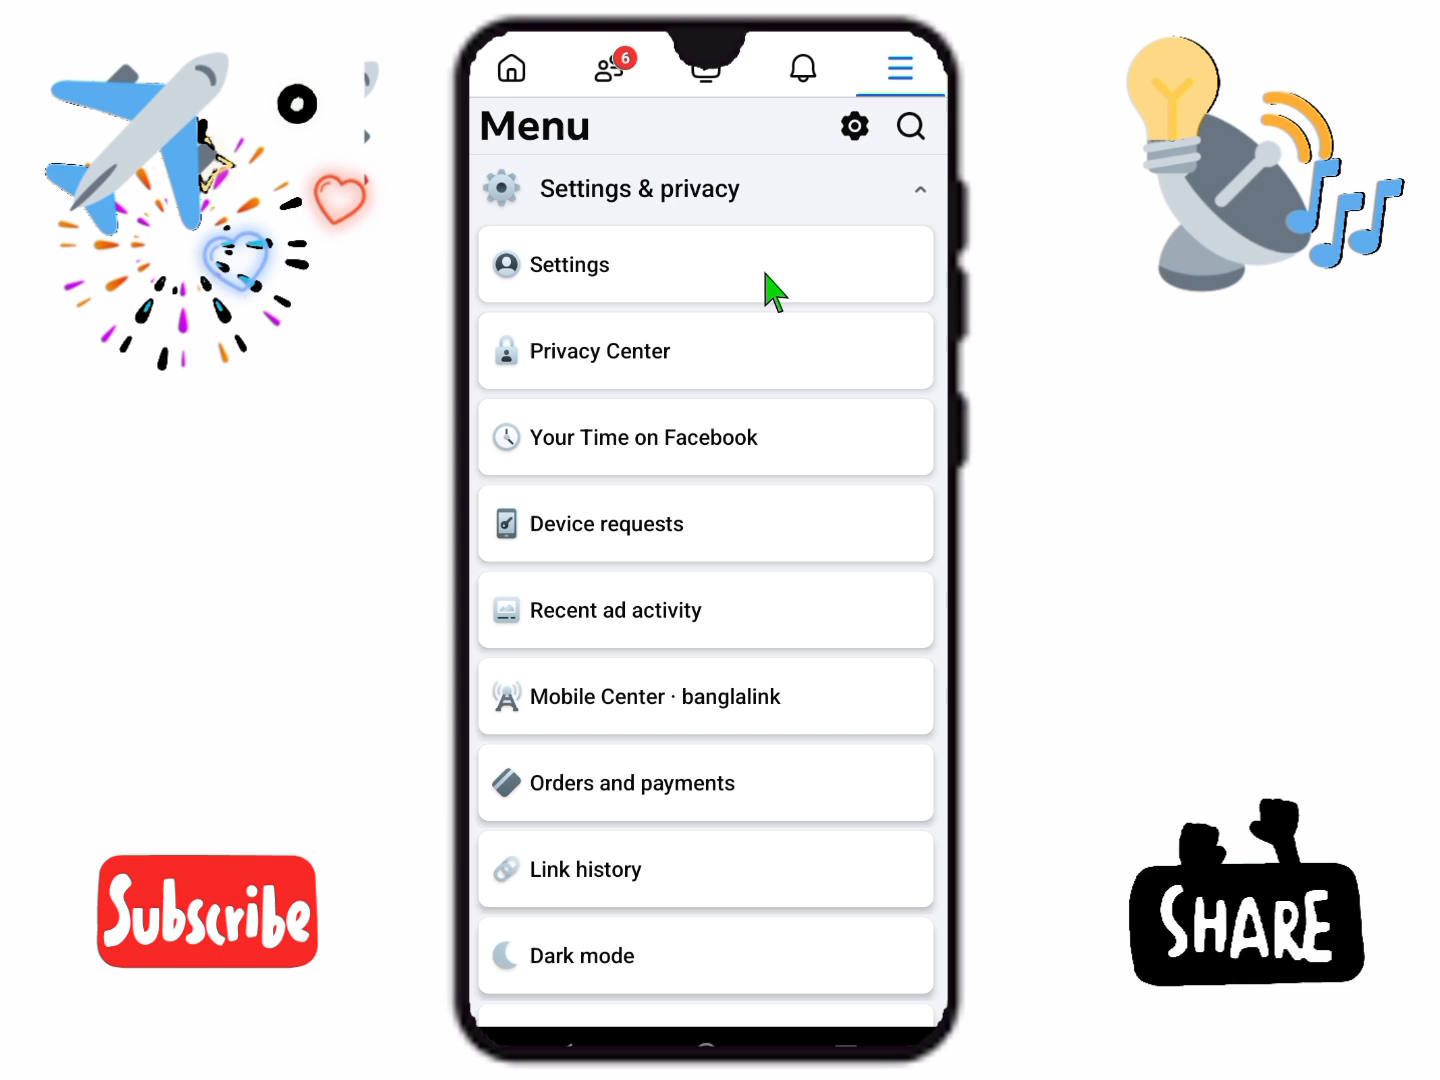 6
Menu
Settings & privacy
Settings
Privacy Center
Your Time on Facebook
Device requests
Recent ad activity
Mobile Center · banglalink
Orders and payments
Link history
Dark mode
Subscribe
SHARE